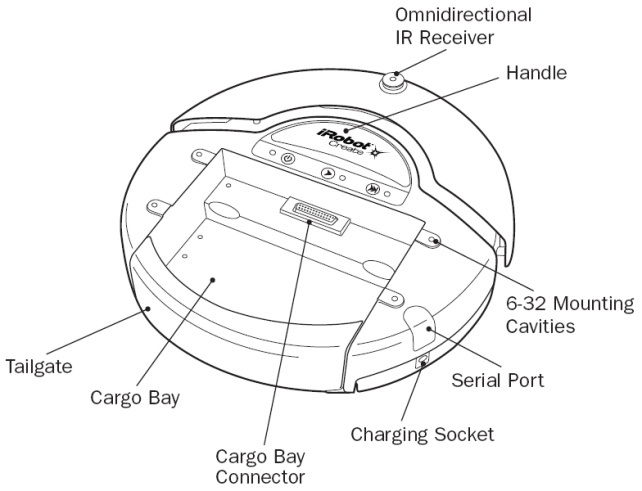 Omnidirectional
IR Receiver
Handle
iRobot
Create
6-32 Mounting
Cavities
Tailgate
Serial Port
Cargo Bay
Charging Socket
Cargo Bay
Connector